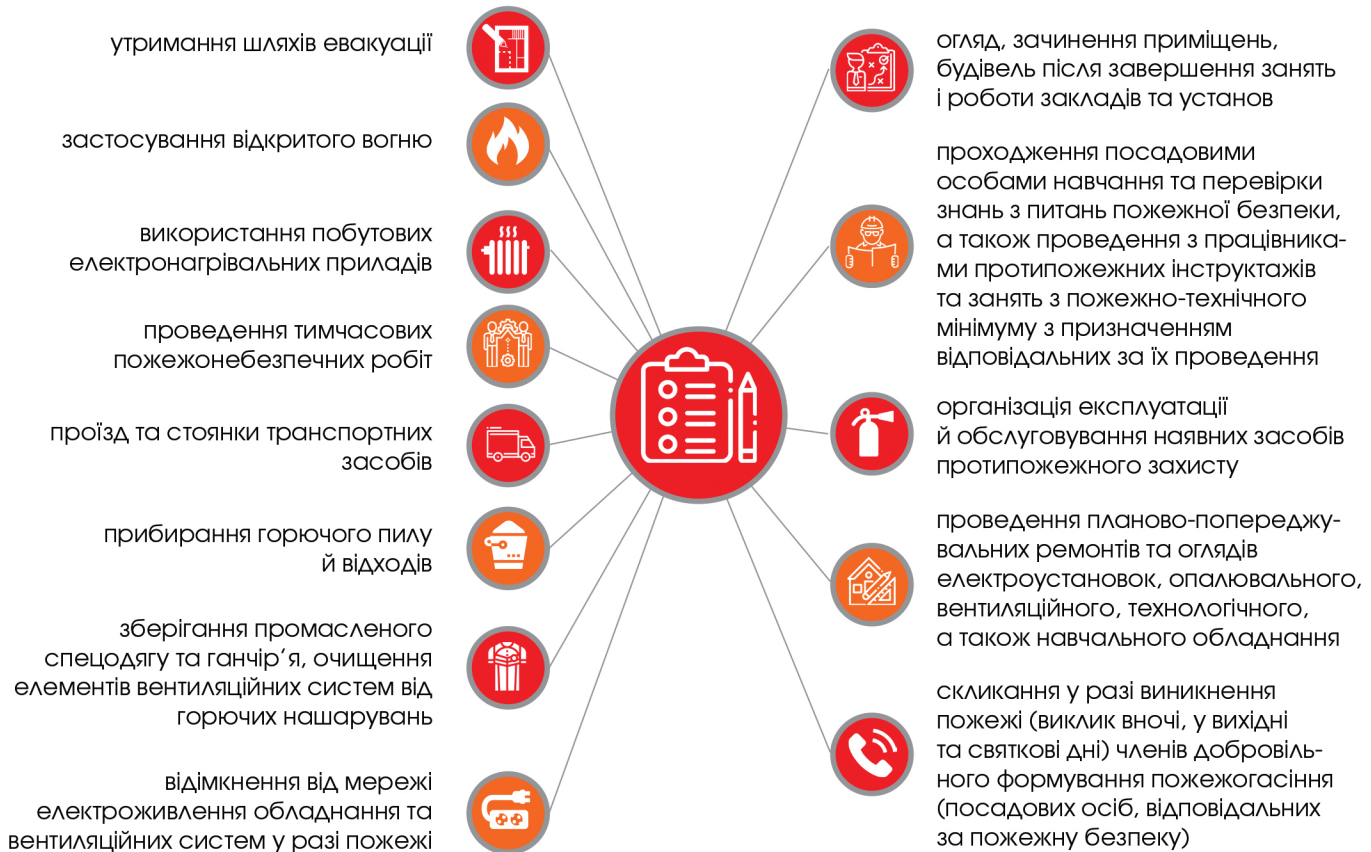 утримання шляхів евакуації
застосування відкритого вогню
використання побутових
електронагрівальних приладів
проведення тимчасових
пожежонебезпечних робіт
проїзд та стоянки транспортних
засобів
прибирання горючого пилу
й відходів
зберігання промасленого
спецодягу та ганчір’я, очищення
елементів вентиляційних систем від
горючих нашарувань
відімкнення від мережі
електроживлення обладнання та
вентиляційних систем у разі пожежі
огляд, зачинення приміщень,
будівель після завершення занять
і роботи закладів та установ
проходження посадовими
особами навчання та перевірки
знань з питань пожежної безпеки,
а також проведення з працівника-
ми протипожежних інструктажів
та занять з пожежно-технічного
мінімуму з призначенням
відповідальних за їх проведення
організація експлуатації
й обслуговування наявних засобів
протипожежного захисту
проведення планово-попереджу-
вальних ремонтів та оглядів
електроустановок, опалювального,
вентиляційного, технологічного,
а також навчального обладнання
скликання у разі виникнення
пожежі (виклик вночі, у вихідні
та святкові дні) членів добровіль-
ного формування пожежогасіння
(посадових осіб, відповідальних
за пожежну безпеку)